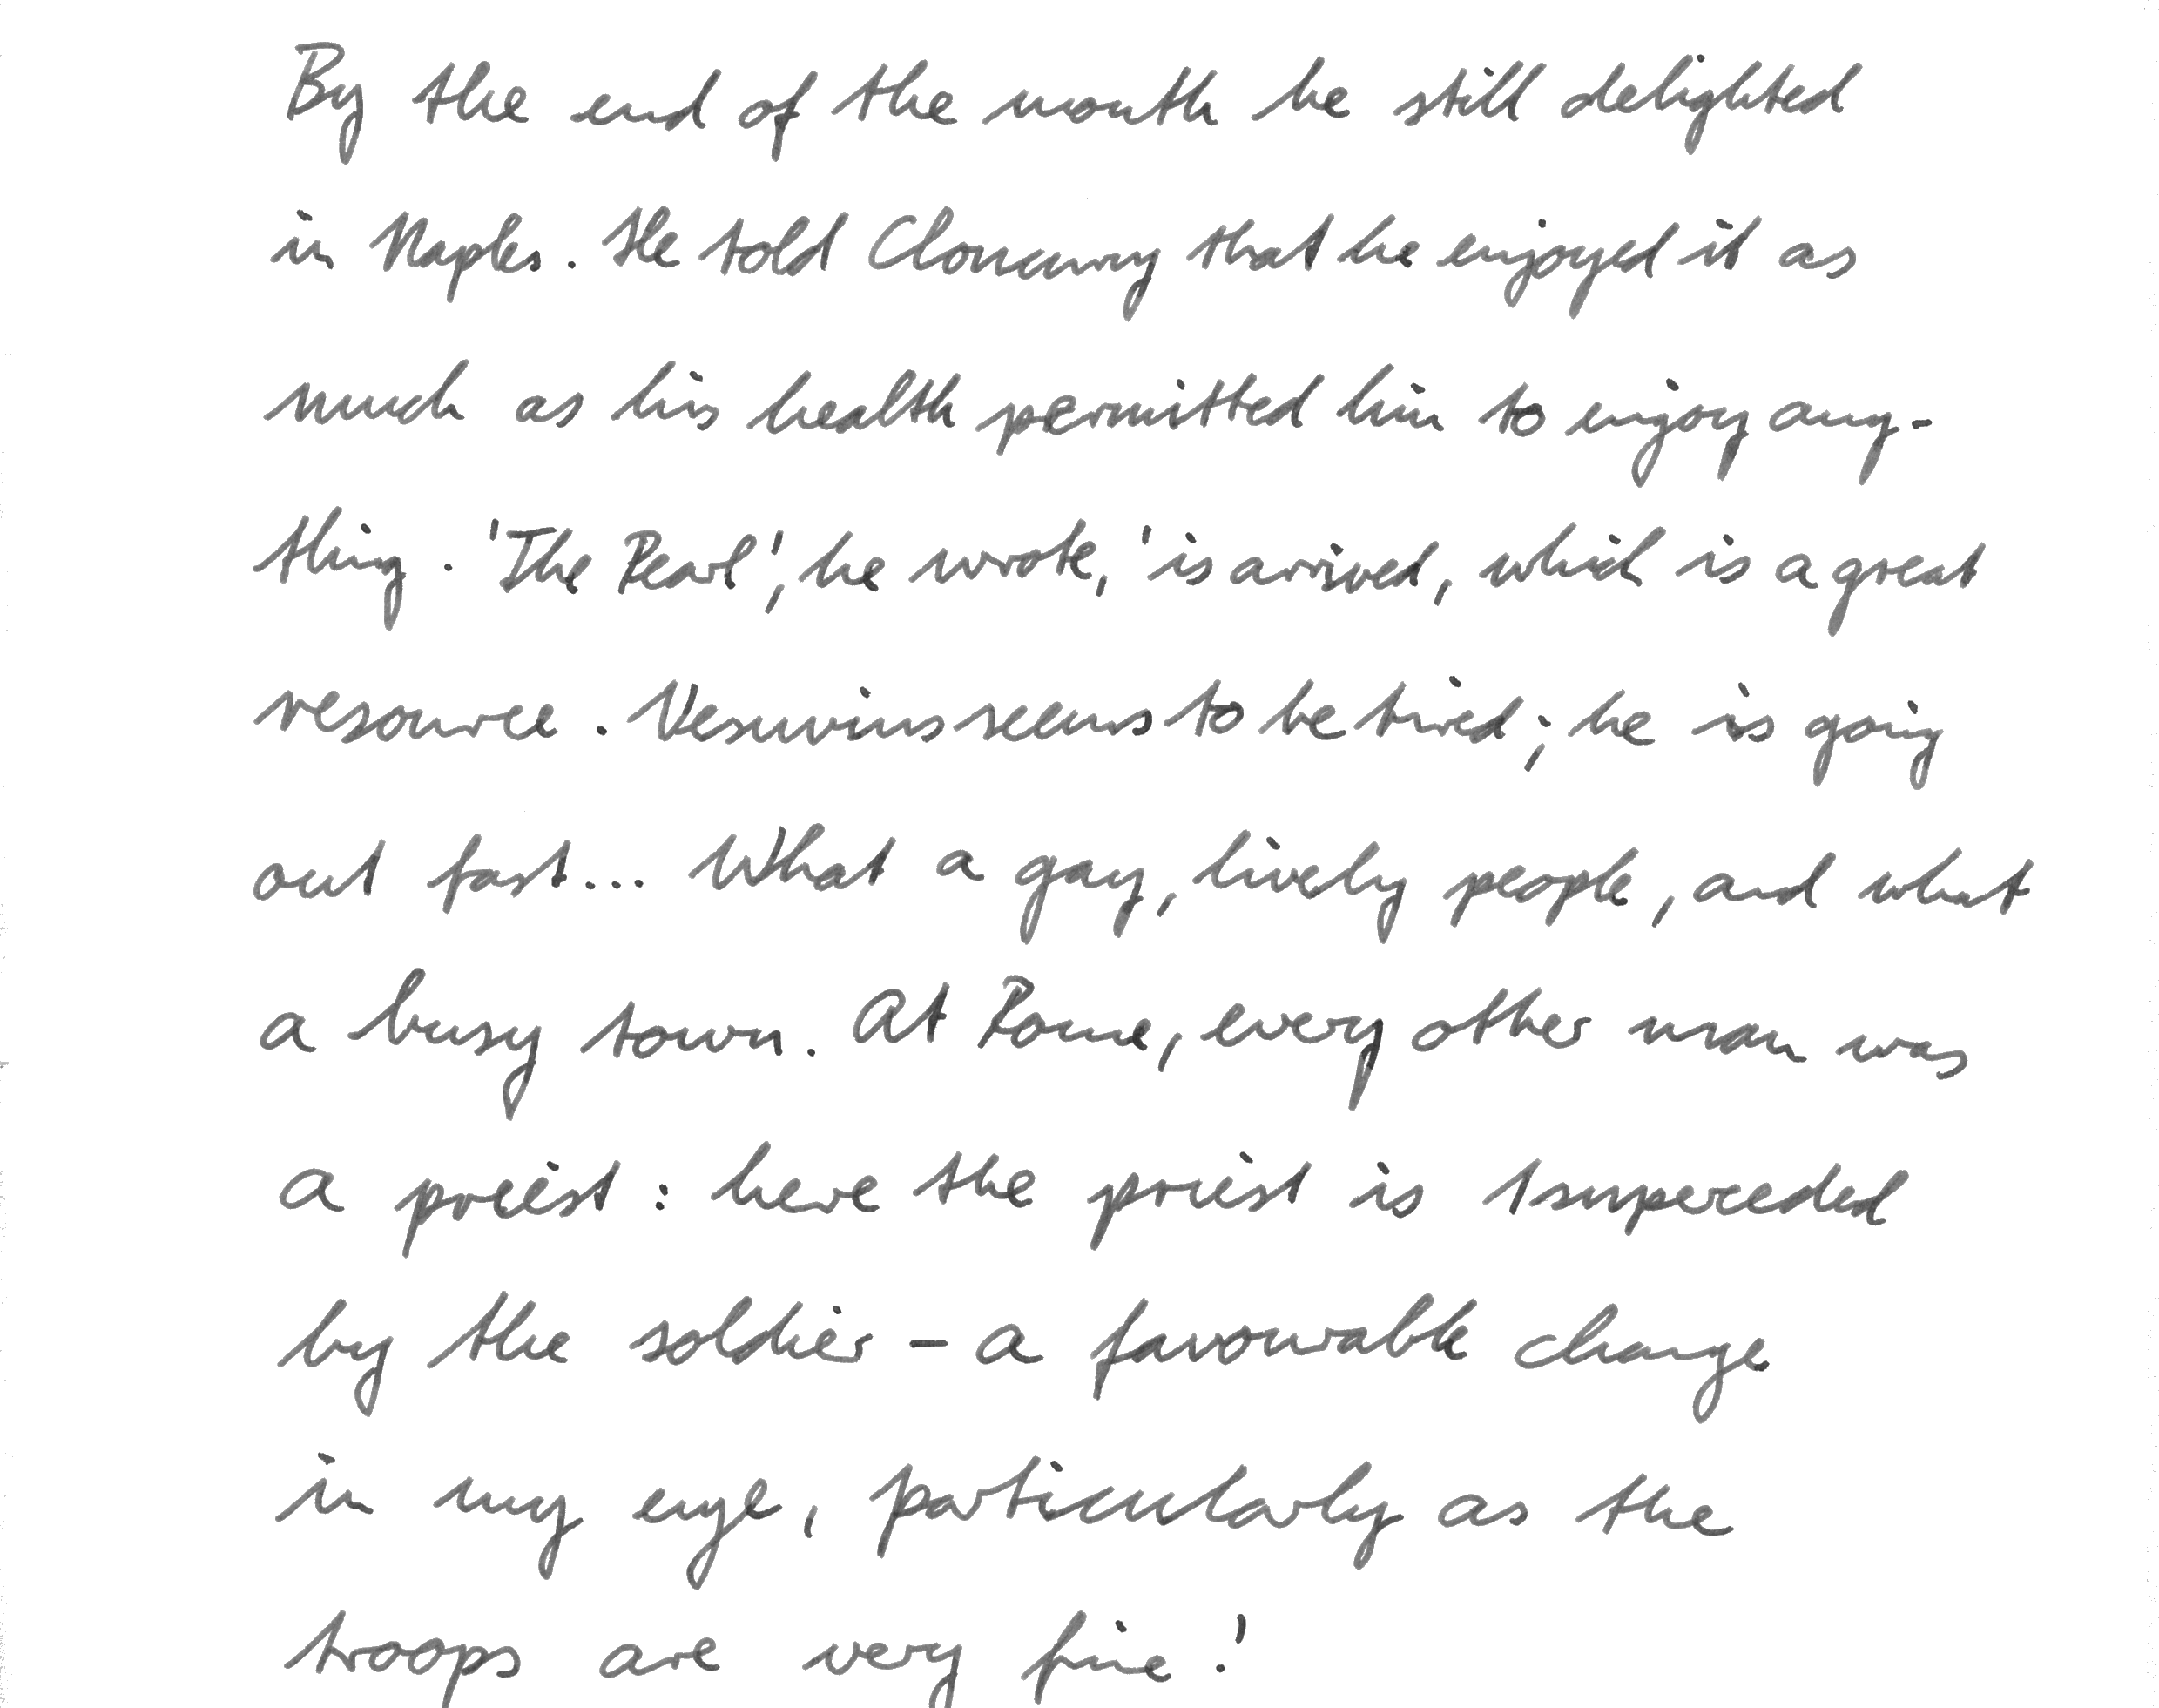 By the end of the month he still delighted
in Naples. He told Cloncurry that he enjoyed it as
much as his health permitted him to enjoy any-
thing. 'The Pearl', he wrote, 'is arrived, which is a great
resource. Vesuvius seems to be tired; he is going
out fast... What a gay, lively people, and what
a busy town. At Rome, every other man was
a preiest: here the priest is superceded
by the soldier - a favourable change
in my eye, particularly as the
troops are very fine.'